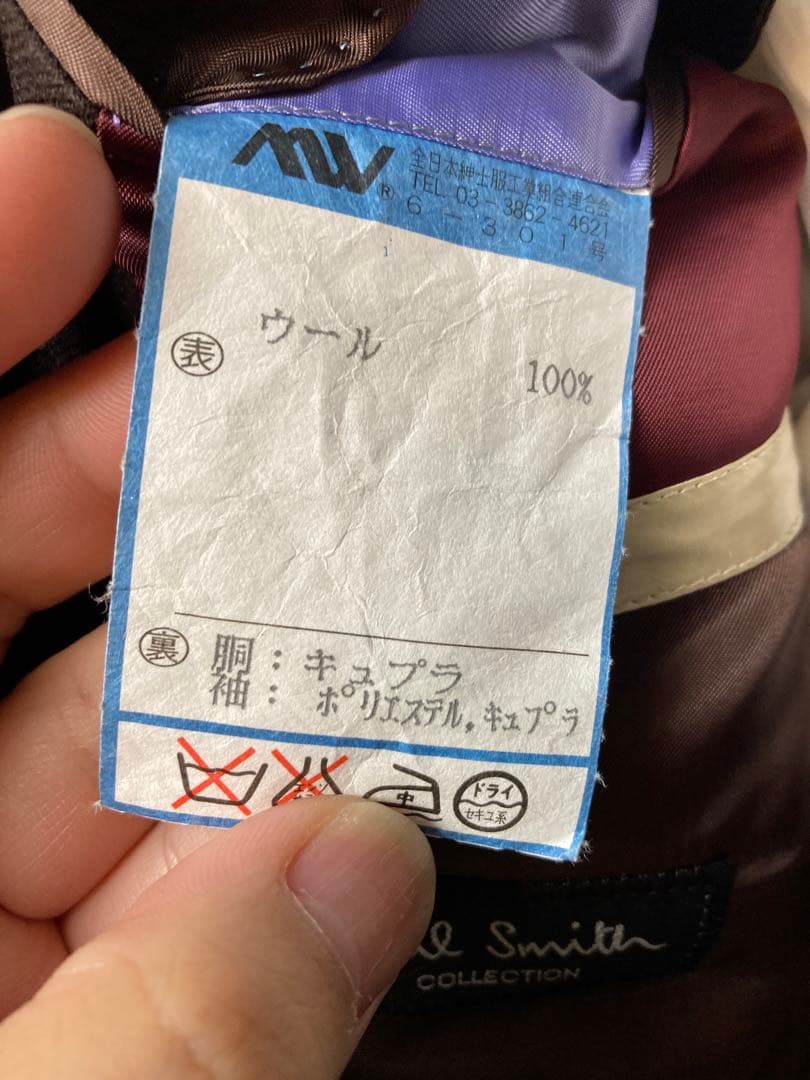 MW®
全日本紳士服工業組合連合会
TEL 03-3862-4621
6-301号
表 ウール 100%
裏 胴:キュプラ
袖:ポリエステル,キュプラ
中
ドライ
セキユ系
Smith
COLLECTION